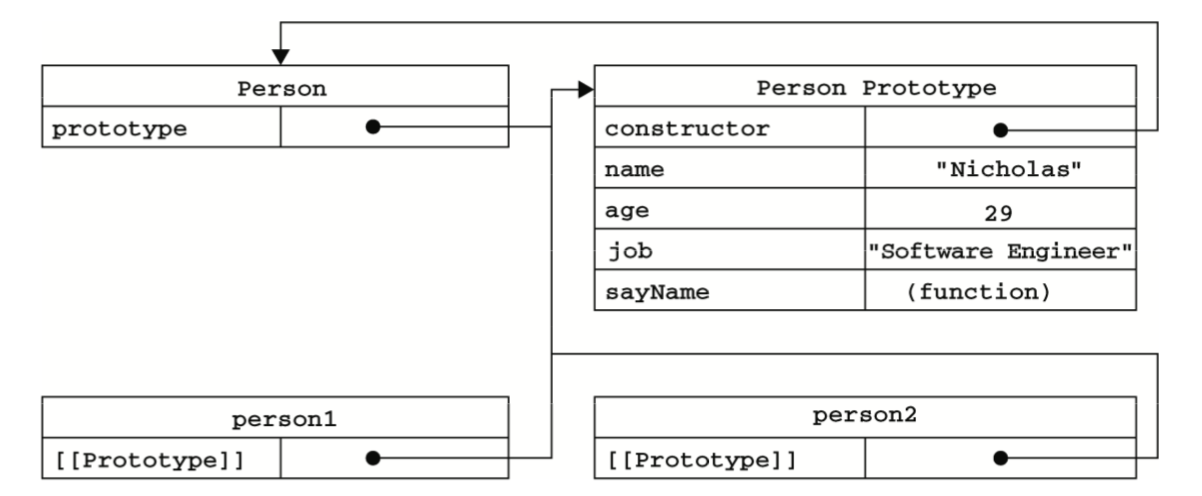 Person
prototype
Person Prototype
constructor
name "Nicholas"
age 29
job "Software Engineer"
sayName (function)
person1
[[Prototype]]
person2
[[Prototype]]